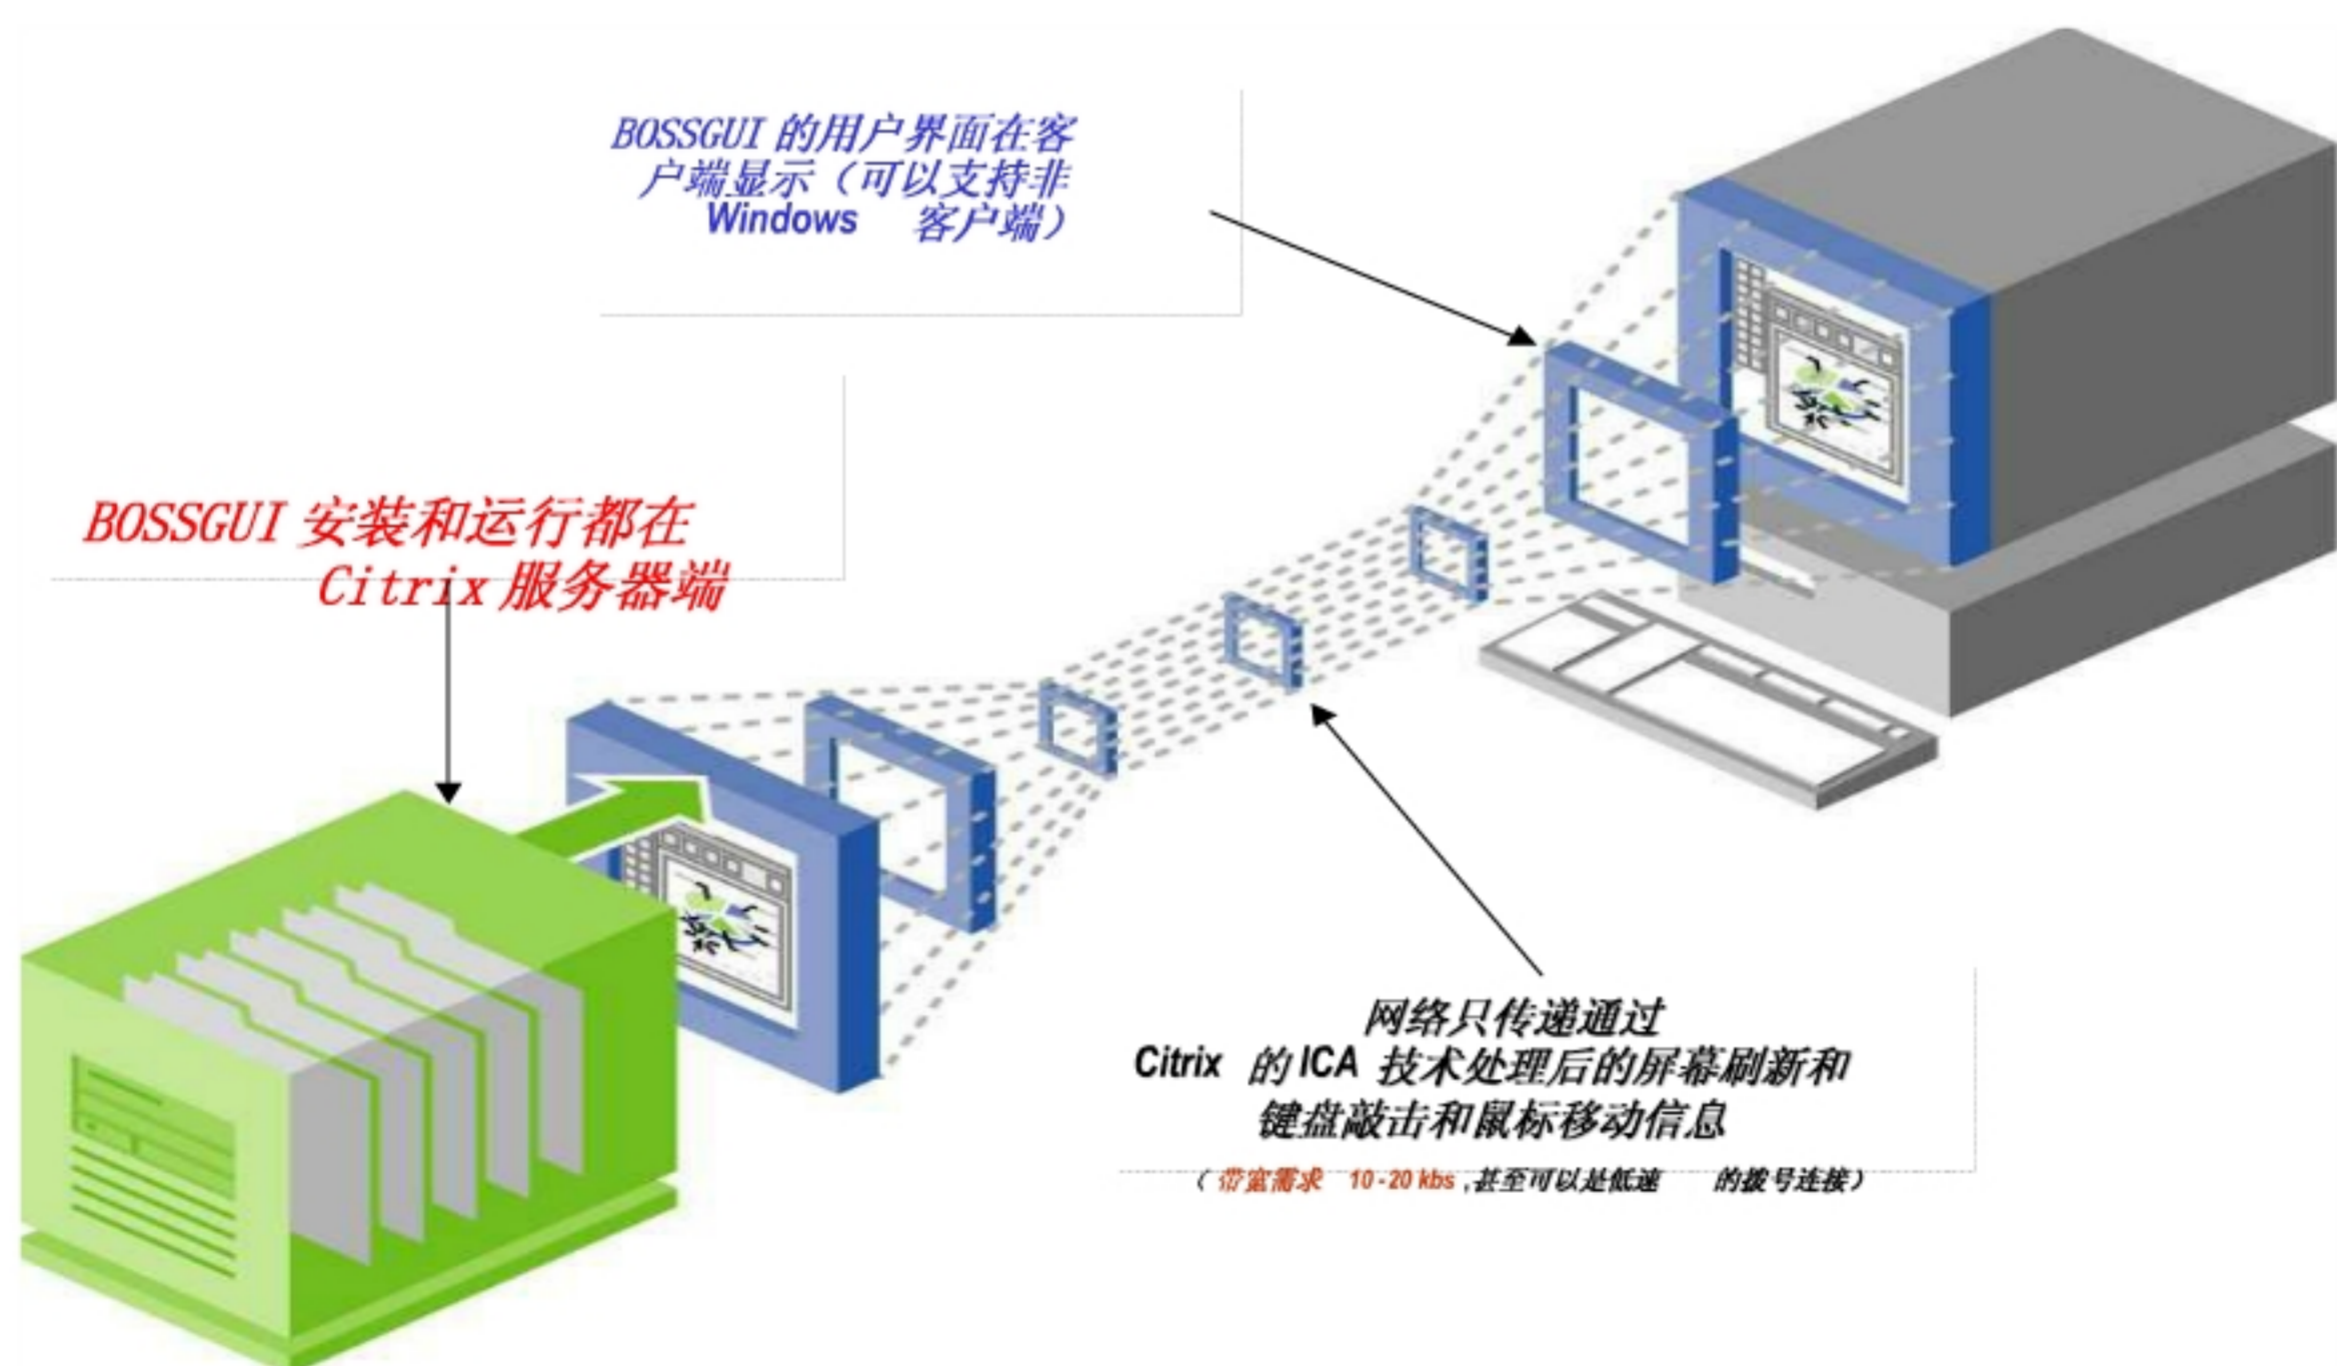 BOSSGUI 的用户界面在客
户端显示（可以支持非
Windows 客户端）
BOSSGUI 安装和运行都在
Citrix 服务器端
网络只传递通过
Citrix 的 ICA 技术处理后的屏幕刷新和
键盘敲击和鼠标移动信息
（ 带宽需求 10-20 kbs ,甚至可以是低速 的拨号连接）